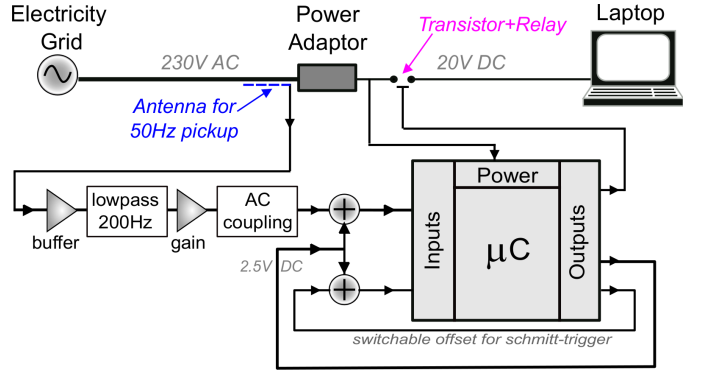 Electricity
Grid
230V AC
Antenna for
50Hz pickup
Power
Adaptor
Transistor+Relay
20V DC
Laptop
buffer
lowpass
200Hz
gain
AC
coupling
2.5V DC
Inputs
Power
μC
Outputs
switchable offset for schmitt-trigger